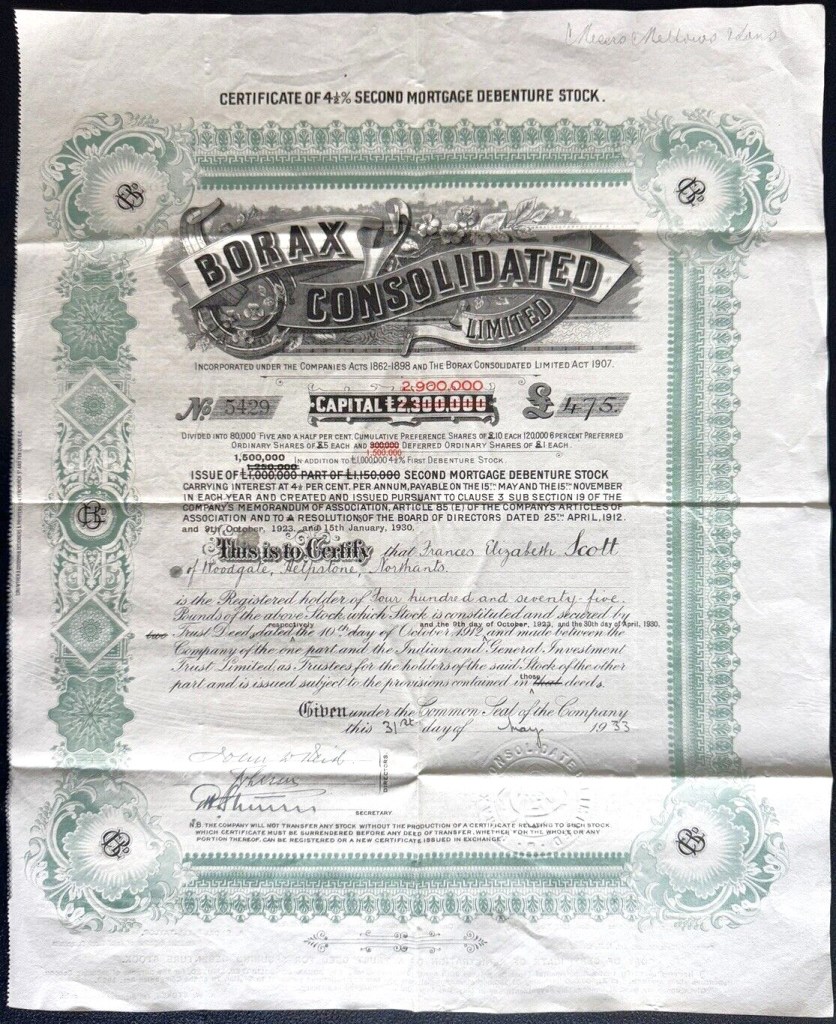 Messrs Mellows & Sons
CERTIFICATE OF 4½% SECOND MORTGAGE DEBENTURE STOCK.
BORAX
CONSOLIDATED
LIMITED
INCORPORATED UNDER THE COMPANIES ACTS 1862-1898 AND THE BORAX CONSOLIDATED LIMITED ACT 1907.
2,900,000
No 5429 CAPITAL £2,300,000 £475.
DIVIDED INTO 80,000 FIVE AND A HALF PER CENT. CUMULATIVE PREFERENCE SHARES OF £10 EACH 120,000 6 PERCENT PREFERRED
ORDINARY SHARES OF £5 EACH AND 900,000 DEFERRED ORDINARY SHARES OF £1 EACH.
1,500,000
1,500,000 IN ADDITION TO £1,000,000 4½% FIRST DEBENTURE STOCK.
1,250,000
ISSUE OF £1,000,000 PART OF £1,150,000 SECOND MORTGAGE DEBENTURE STOCK
CARRYING INTEREST AT 4½ PER CENT. PER ANNUM, PAYABLE ON THE 15TH MAY AND THE 15TH NOVEMBER
IN EACH YEAR AND CREATED AND ISSUED PURSUANT TO CLAUSE 3 SUB SECTION 19 OF THE
COMPANY'S MEMORANDUM OF ASSOCIATION, ARTICLE 85 (E) OF THE COMPANY'S ARTICLES OF
ASSOCIATION AND TO A RESOLUTION OF THE BOARD OF DIRECTORS DATED 25TH APRIL, 1912.
and 9th October, 1923, and 15th January, 1930.
This is to Certify that Frances Elizabeth Scott
of Woodgate, Helpstone, Northants.
is the Registered holder of Four hundred and seventy-five.
Pounds of the above Stock which Stock is constituted and secured by
respectively and the 9th day of October, 1923, and the 30th day of April, 1930.
two Trust Deed, dated the 10th day of October 1912, and made between the
Company of the one part and the Indian and General Investment
Trust Limited as Trustees for the holders of the said Stock of the other
those
part and is issued subject to the provisions contained in that deeds.
Given under the Common Seal of the Company
this 31st day of May 1933
John W Reid
DIRECTORS
SECRETARY
CONSOLIDATED
N.B. THE COMPANY WILL NOT TRANSFER ANY STOCK WITHOUT THE PRODUCTION OF A CERTIFICATE RELATING TO SUCH STOCK
WHICH CERTIFICATE MUST BE SURRENDERED BEFORE ANY DEED OF TRANSFER, WHETHER FOR THE WHOLE OR ANY
PORTION THEREOF, CAN BE REGISTERED OR A NEW CERTIFICATE ISSUED IN EXCHANGE.